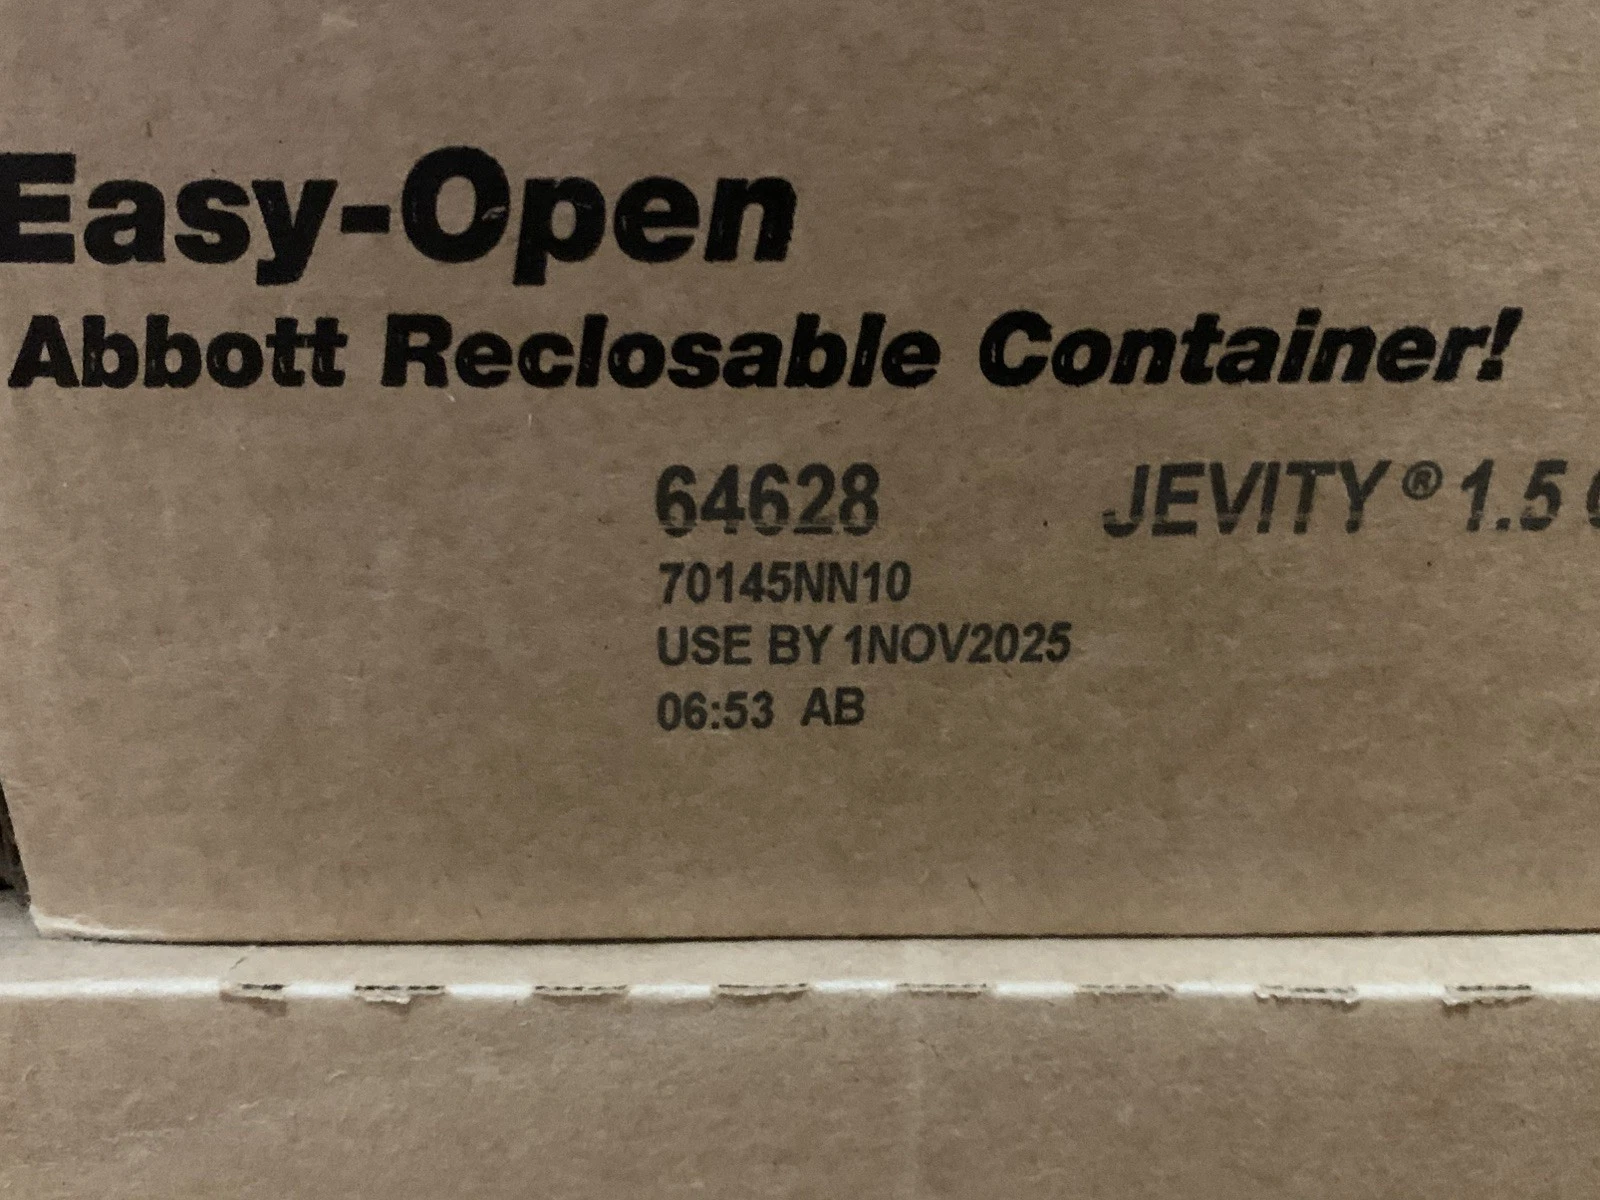 Easy-Open
Abbott Reclosable Container!
64628 JEVITY® 1.5
70145NN10
USE BY 1NOV2025
06:53 AB